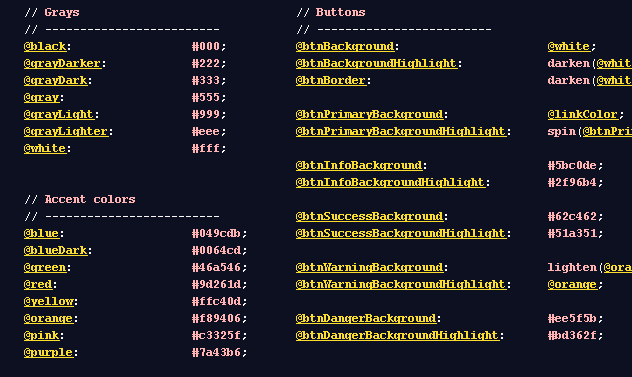 // Grays
// -------------------------
@black: #000;
@grayDarker: #222;
@grayDark: #333;
@gray: #555;
@grayLight: #999;
@grayLighter: #eee;
@white: #fff;
// Accent colors
// -------------------------
@blue: #049cdb;
@blueDark: #0064cd;
@green: #46a546;
@red: #9d261d;
@yellow: #ffc40d;
@orange: #f89406;
@pink: #c3325f;
@purple: #7a43b6;
// Buttons
// -------------------------
@btnBackground: @white;
@btnBackgroundHighlight: darken(@whit
@btnBorder: darken(@whit
@btnPrimaryBackground: @linkColor;
@btnPrimaryBackgroundHighlight: spin(@btnPri
@btnInfoBackground: #5bc0de;
@btnInfoBackgroundHighlight: #2f96b4;
@btnSuccessBackground: #62c462;
@btnSuccessBackgroundHighlight: #51a351;
@btnWarningBackground: lighten(@ora
@btnWarningBackgroundHighlight: @orange;
@btnDangerBackground: #ee5f5b;
@btnDangerBackgroundHighlight: #bd362f;